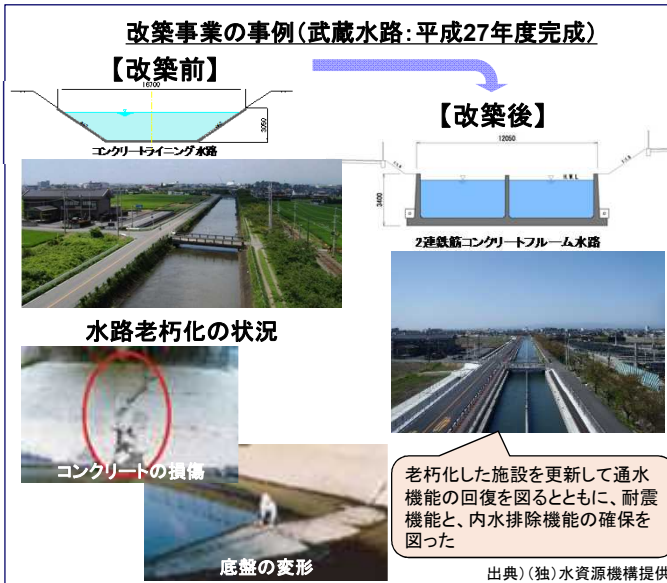 改築事業の事例(武蔵水路:平成27年度完成)
【改築前】
16700
3050
コンクリートライニング水路
【改築後】
12050
H.W.L
3400
2連鉄筋コンクリートフルーム水路
水路老朽化の状況
コンクリートの損傷
底盤の変形
老朽化した施設を更新して通水
機能の回復を図るとともに、耐震
機能と、内水排除機能の確保を
図った
出典)(独)水資源機構提供